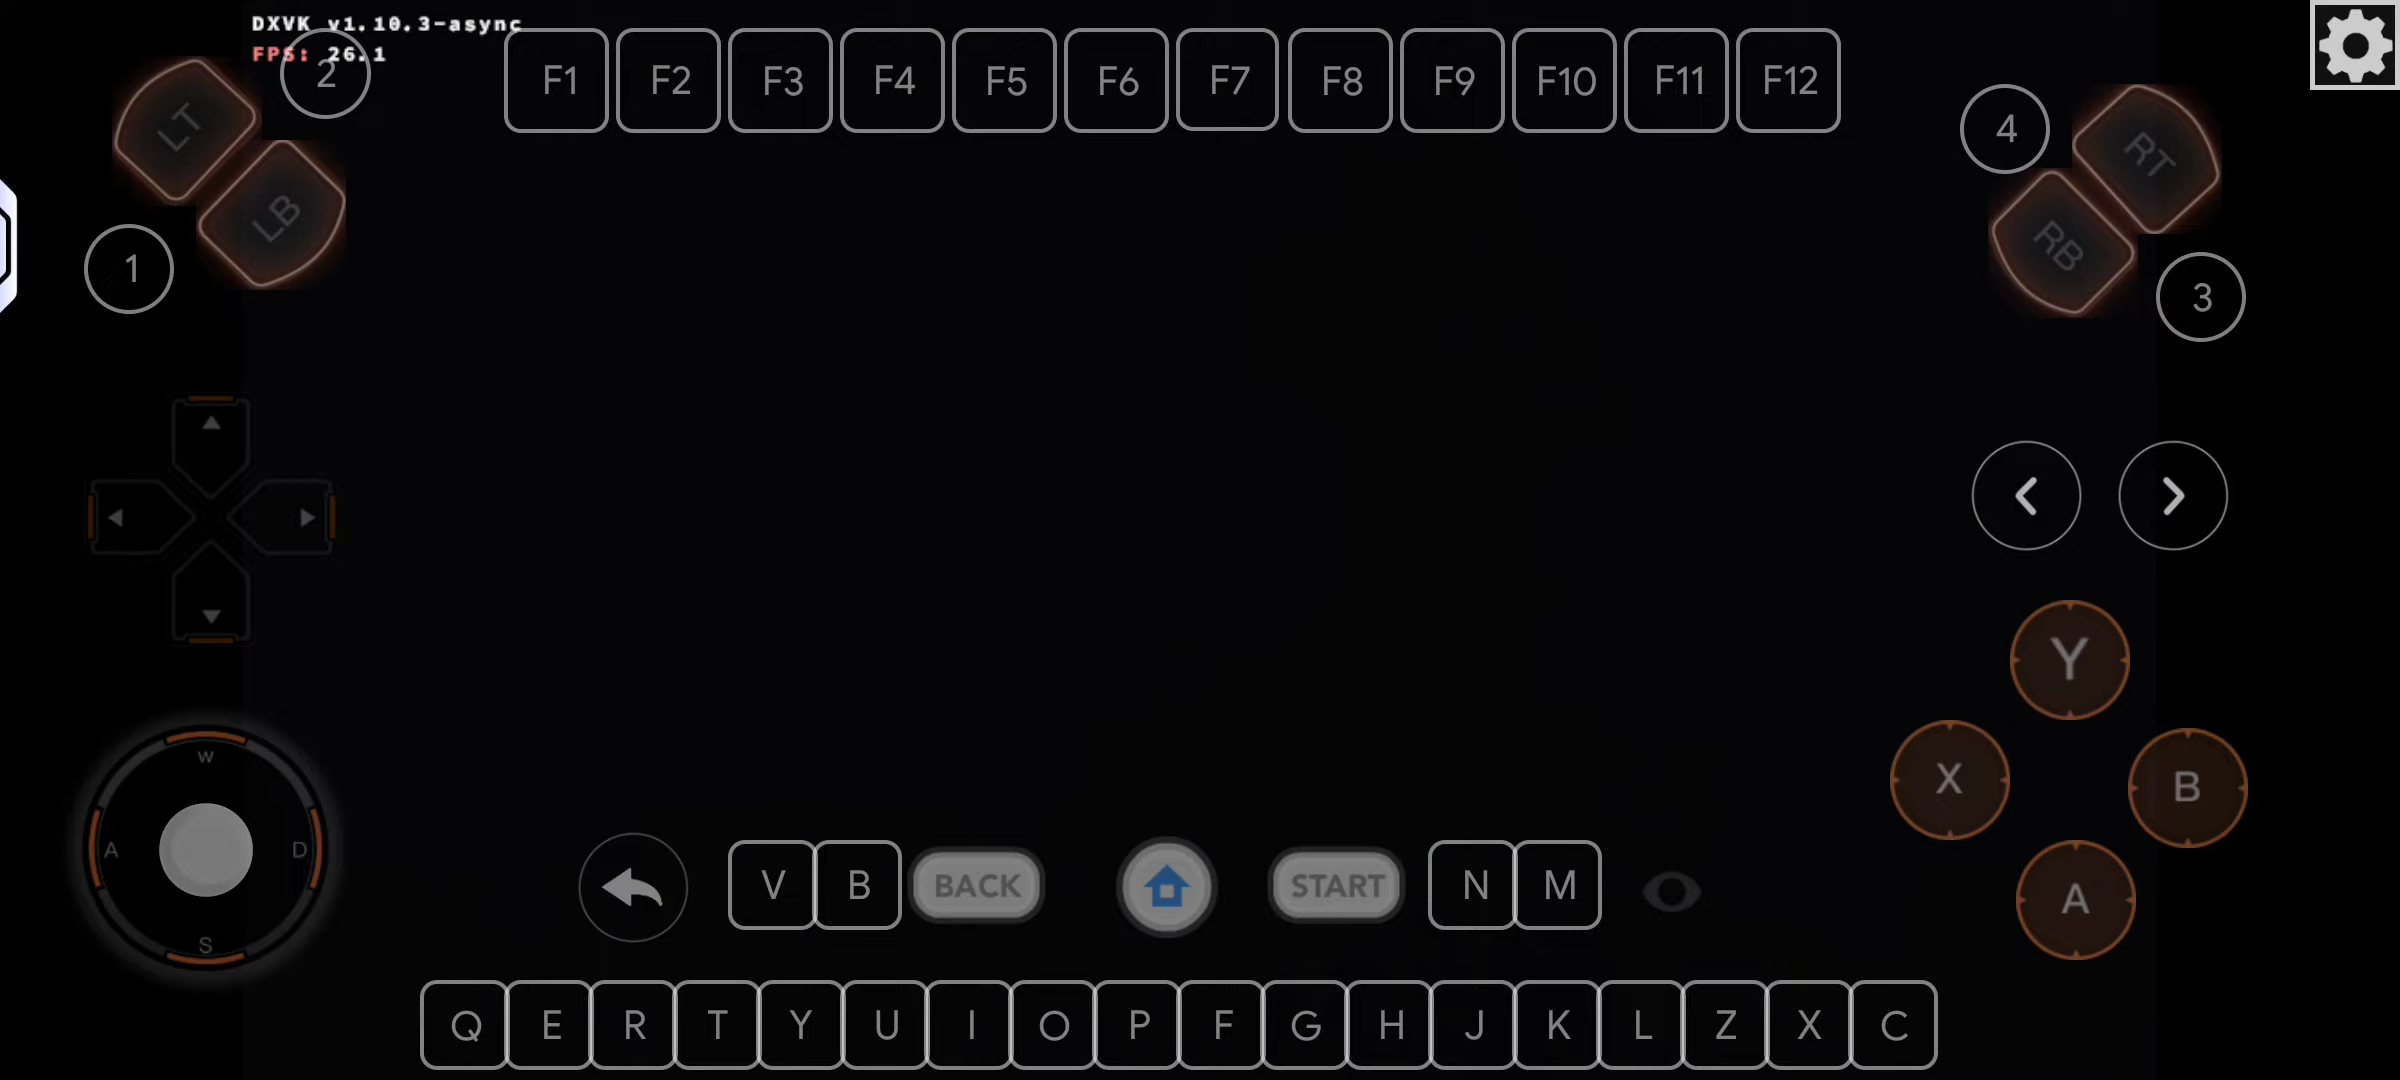 DXVK v1.10.3-async
FPS: 26.1
2
F1 F2 F3 F4 F5 F6 F7 F8 F9 F10 F11 F12
LT
4
RT
LB
RB
1
3
Y
W
X
B
A
D
S
V B BACK START N M
A
Q E R T Y U I O P F G H J K L Z X C